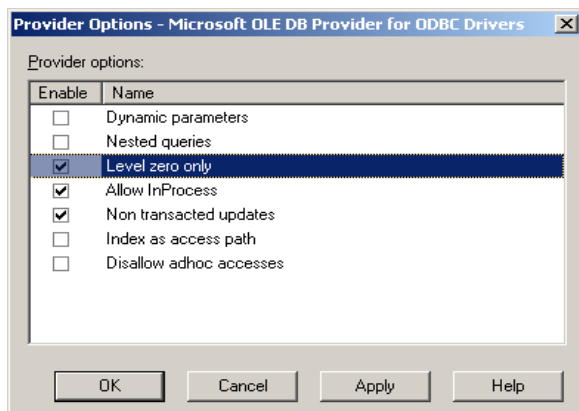 Provider Options - Microsoft OLE DB Provider for ODBC Drivers
Provider options:
Enable Name
Dynamic parameters
Nested queries
Level zero only
Allow InProcess
Non transacted updates
Index as access path
Disallow adhoc accesses
OK Cancel Apply Help